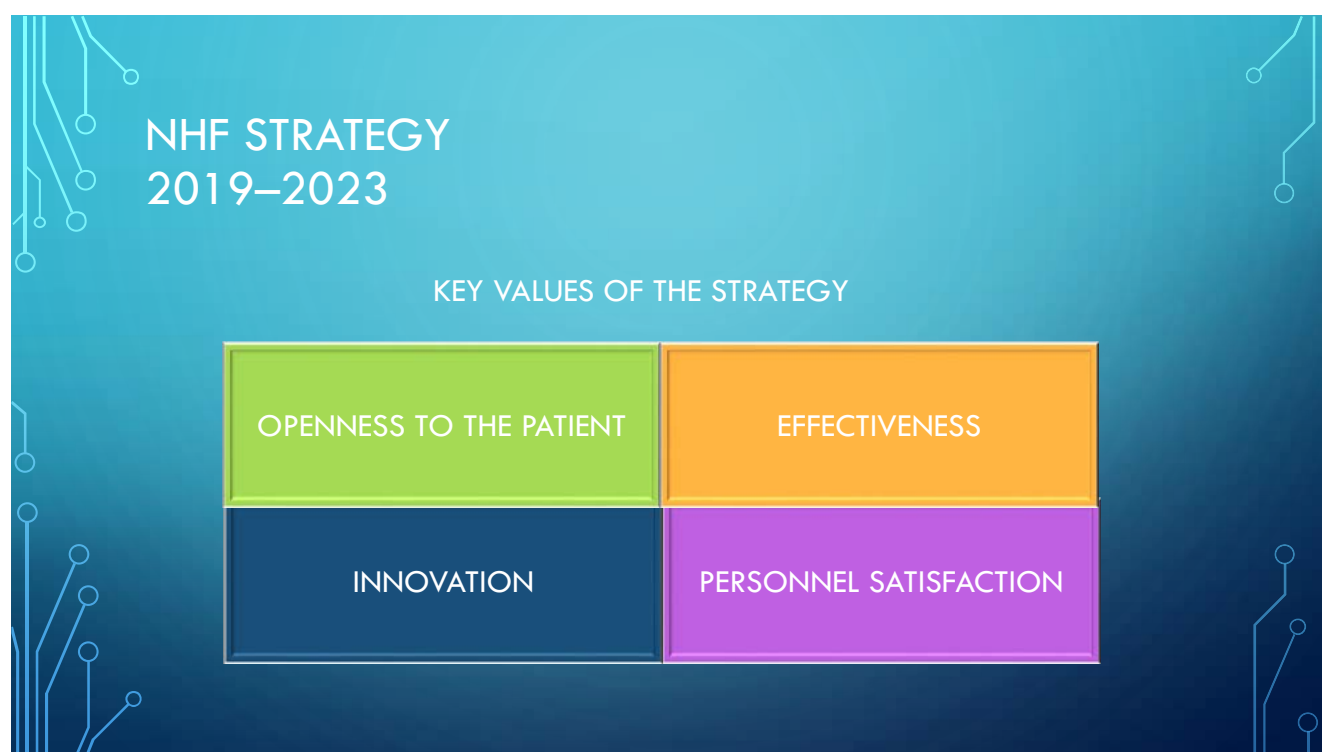 NHF STRATEGY
2019–2023
KEY VALUES OF THE STRATEGY
OPENNESS TO THE PATIENT
EFFECTIVENESS
INNOVATION
PERSONNEL SATISFACTION